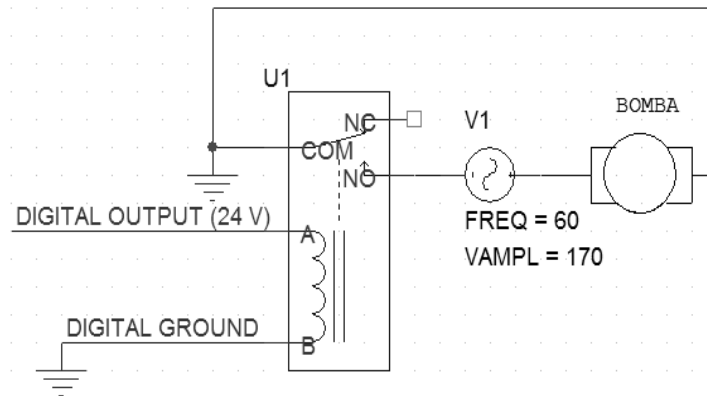 U1
NC
COM
NO
V1
BOMBA
FREQ = 60
VAMPL = 170
DIGITAL OUTPUT (24 V)
A
DIGITAL GROUND
B